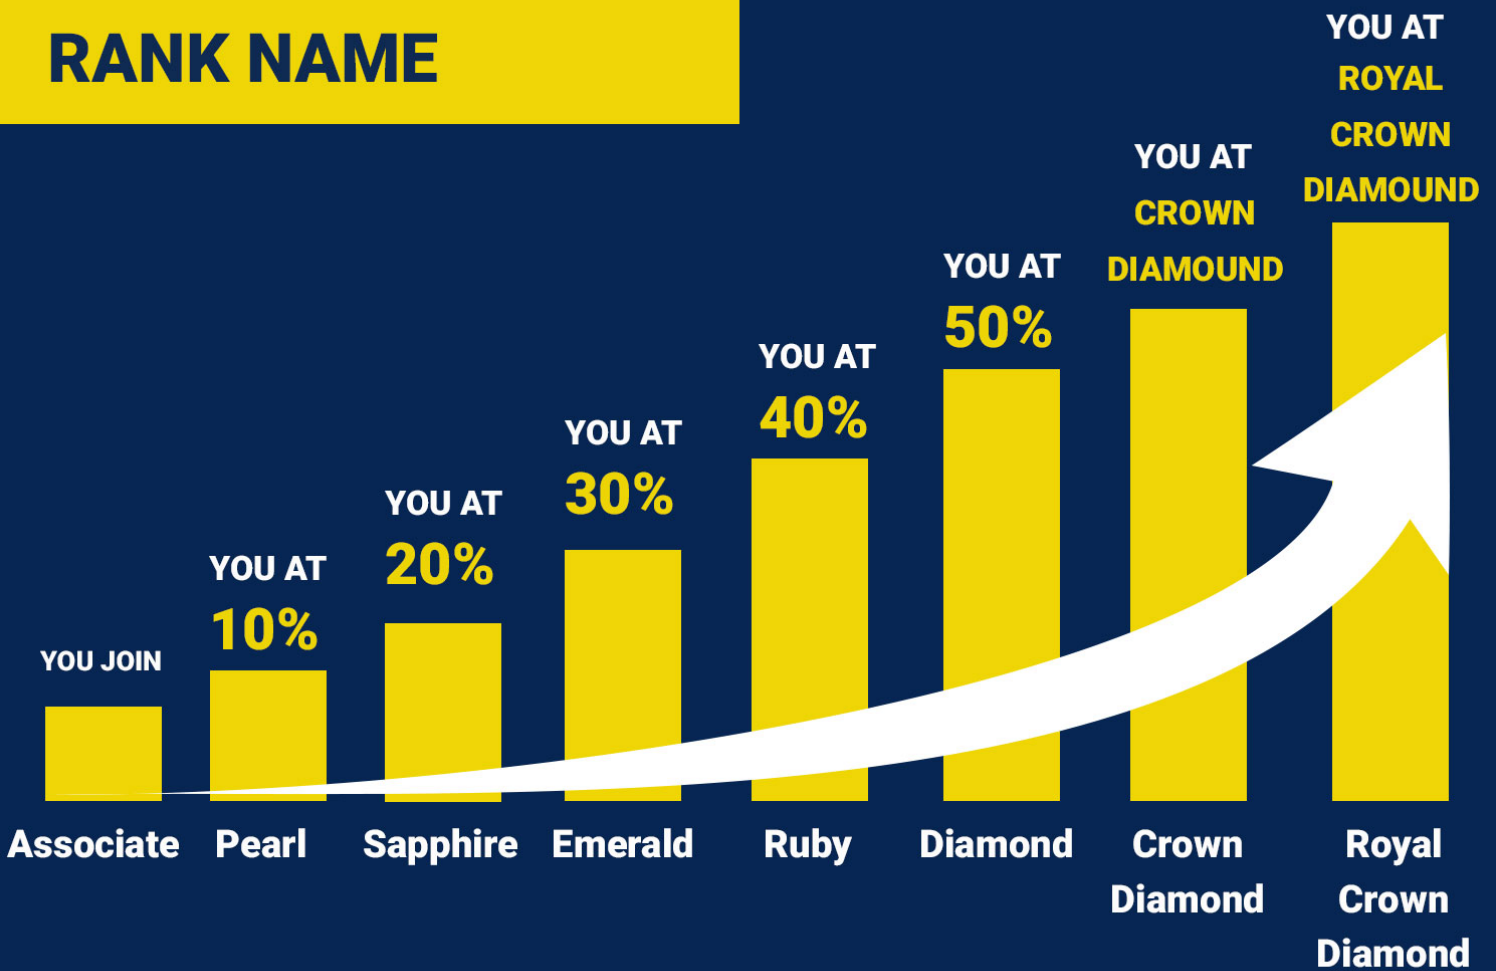 RANK NAME
YOU JOIN
YOU AT
10%
YOU AT
20%
YOU AT
30%
YOU AT
40%
YOU AT
50%
YOU AT
CROWN
DIAMOUND
YOU AT
ROYAL
CROWN
DIAMOUND
Associate
Pearl
Sapphire
Emerald
Ruby
Diamond
Crown
Diamond
Royal
Crown
Diamond